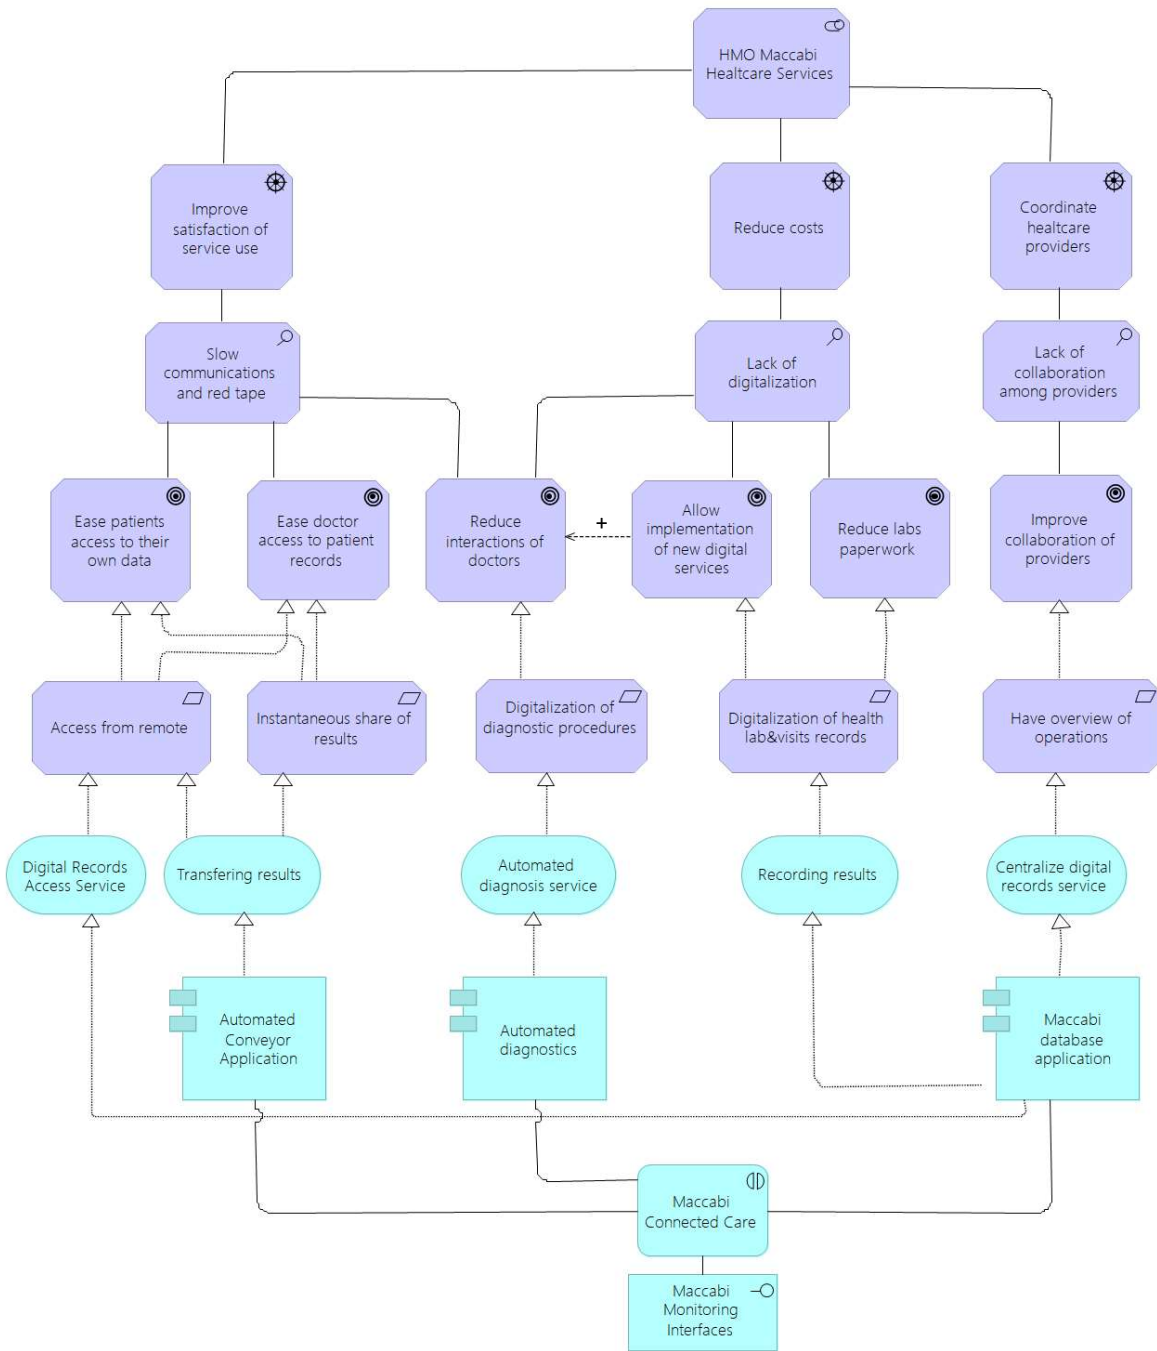 HMO Maccabi
Healtcare Services
Improve
satisfaction of
service use
Reduce costs
Coordinate
healtcare
providers
Slow
communications
and red tape
Lack of
digitalization
Lack of
collaboration
among providers
Ease patients
access to their
own data
Ease doctor
access to patient
records
Reduce
interactions of
doctors
+
Allow
implementation
of new digital
services
Reduce labs
paperwork
Improve
collaboration of
providers
Access from remote
Instantaneous share of
results
Digitalization of
diagnostic procedures
Digitalization of health
lab&visits records
Have overview of
operations
Digital Records
Access Service
Transfering results
Automated
diagnosis service
Recording results
Centralize digital
records service
Automated
Conveyor
Application
Automated
diagnostics
Maccabi
database
application
Maccabi
Connected Care
Maccabi
Monitoring
Interfaces